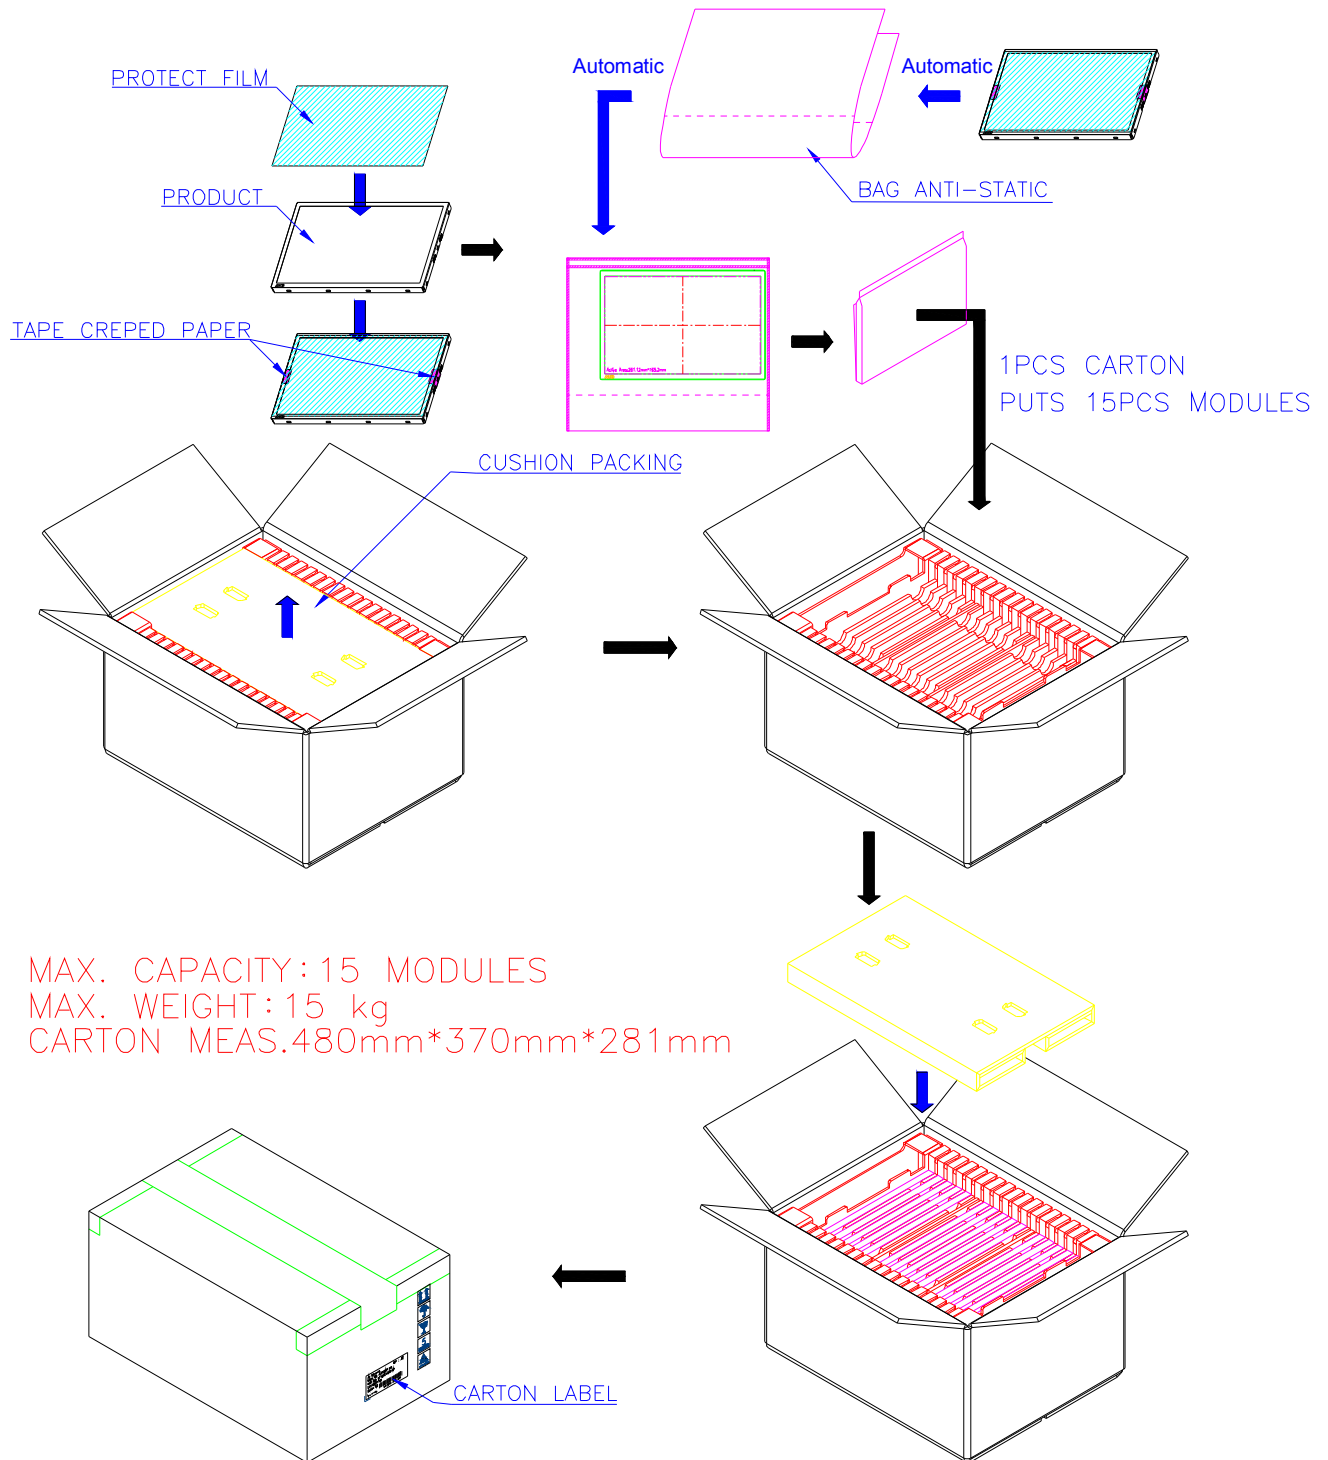 PROTECT FILM
Automatic
Automatic
PRODUCT
BAG ANTI-STATIC
TAPE CREPED PAPER
1PCS CARTON
PUTS 15PCS MODULES
CUSHION PACKING
MAX. CAPACITY:15 MODULES
MAX. WEIGHT:15 kg
CARTON MEAS.480mm*370mm*281mm
CARTON LABEL